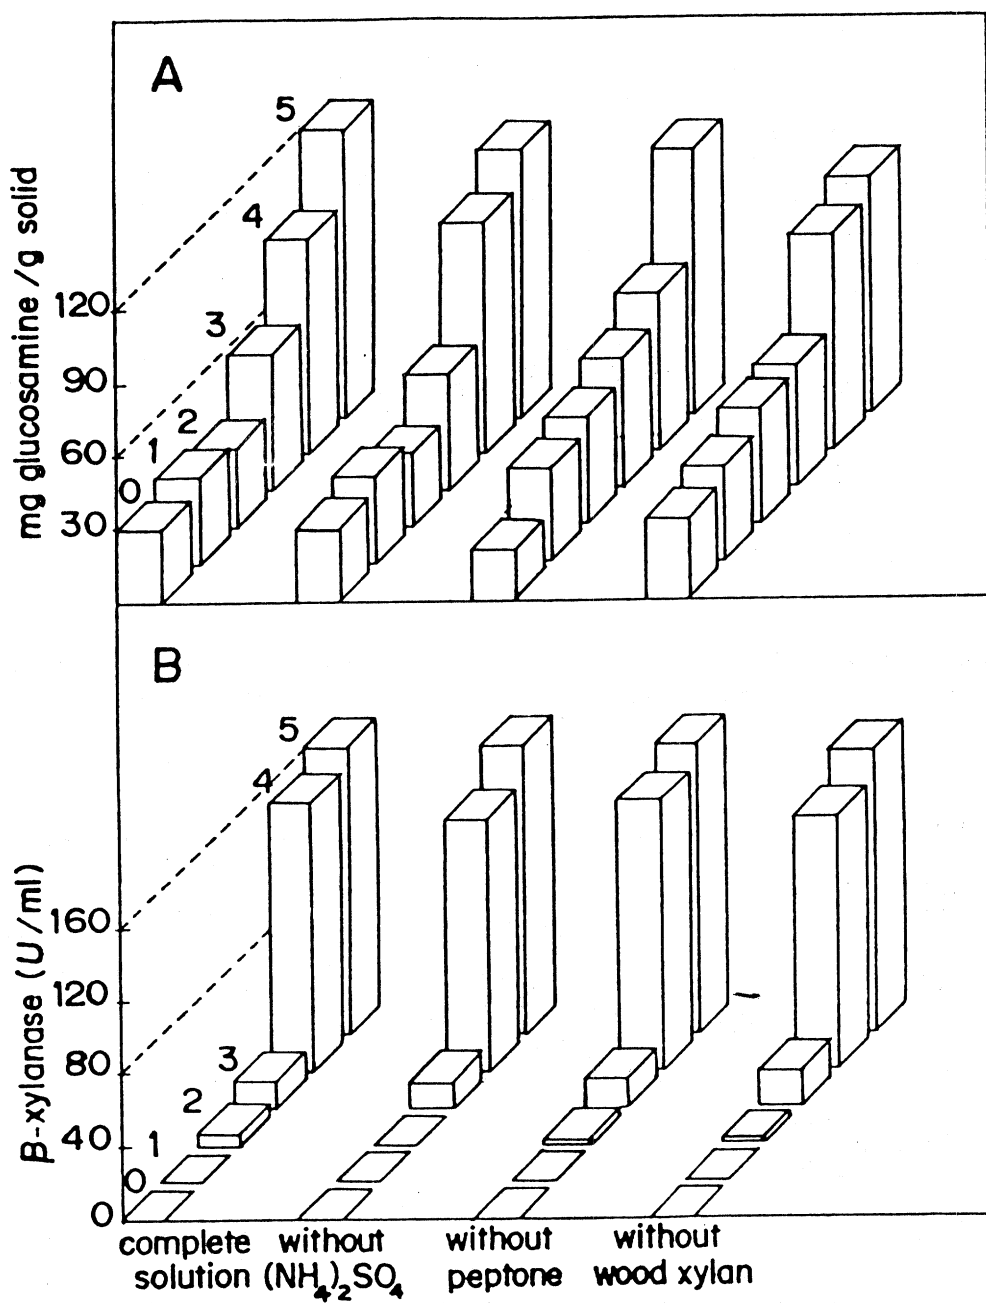 A
5
4
3
2
1
0
mg glucosamine/g solid
120
90
60
30
B
5
4
3
2
1
0
β-xylanase (U/ml)
160
120
80
40
0
complete solution
without (NH₄)₂SO₄
without peptone
without wood xylan